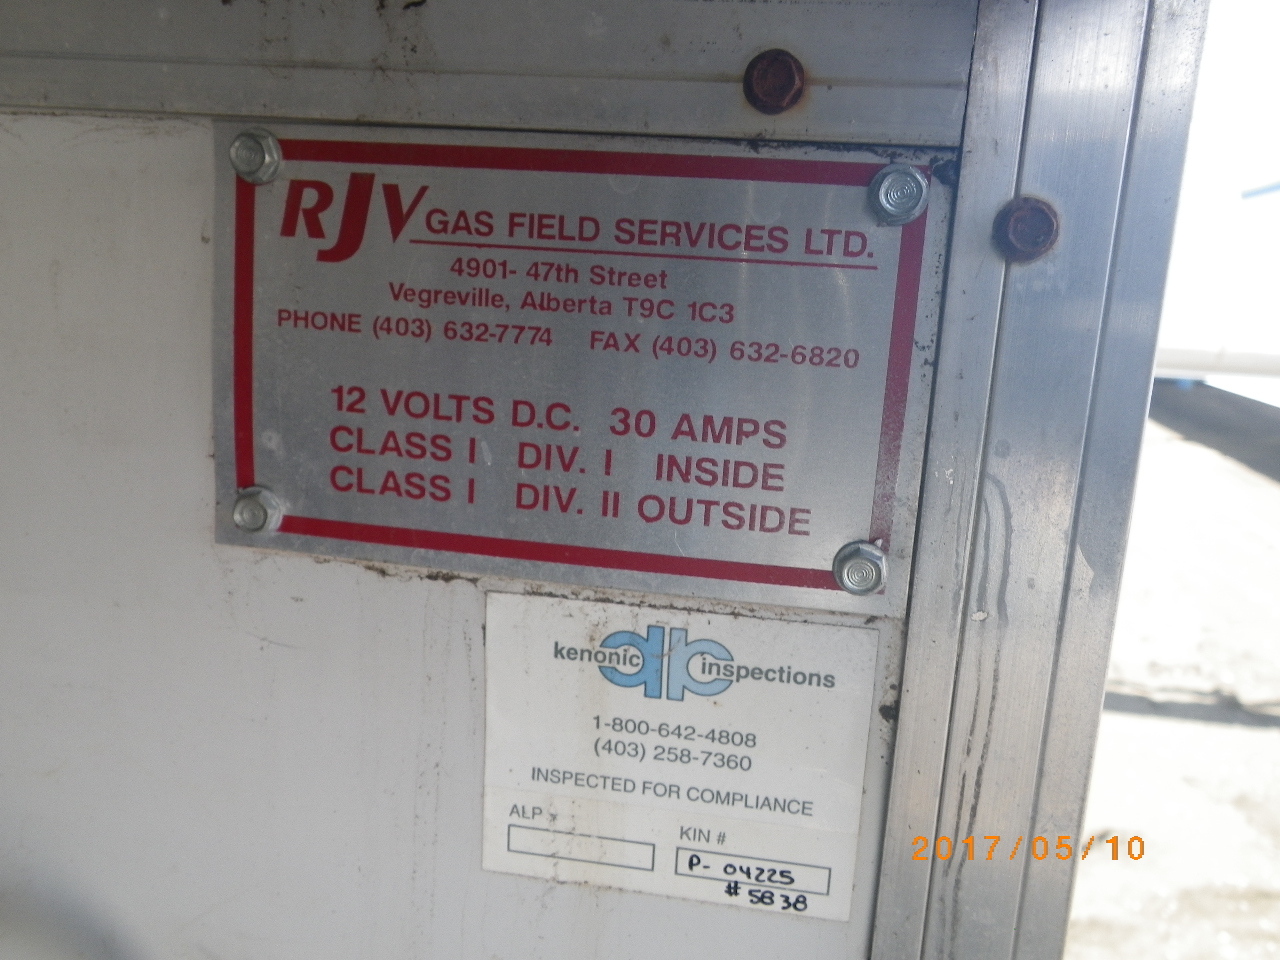 RJV GAS FIELD SERVICES LTD.
4901- 47th Street
Vegreville, Alberta T9C 1C3
PHONE (403) 632-7774 FAX (403) 632-6820
12 VOLTS D.C. 30 AMPS
CLASS I DIV. I INSIDE
CLASS I DIV. II OUTSIDE
kenonic inspections
1-800-642-4808
(403) 258-7360
INSPECTED FOR COMPLIANCE
ALP #
KIN #
P- 04225
#5838
2017/05/10